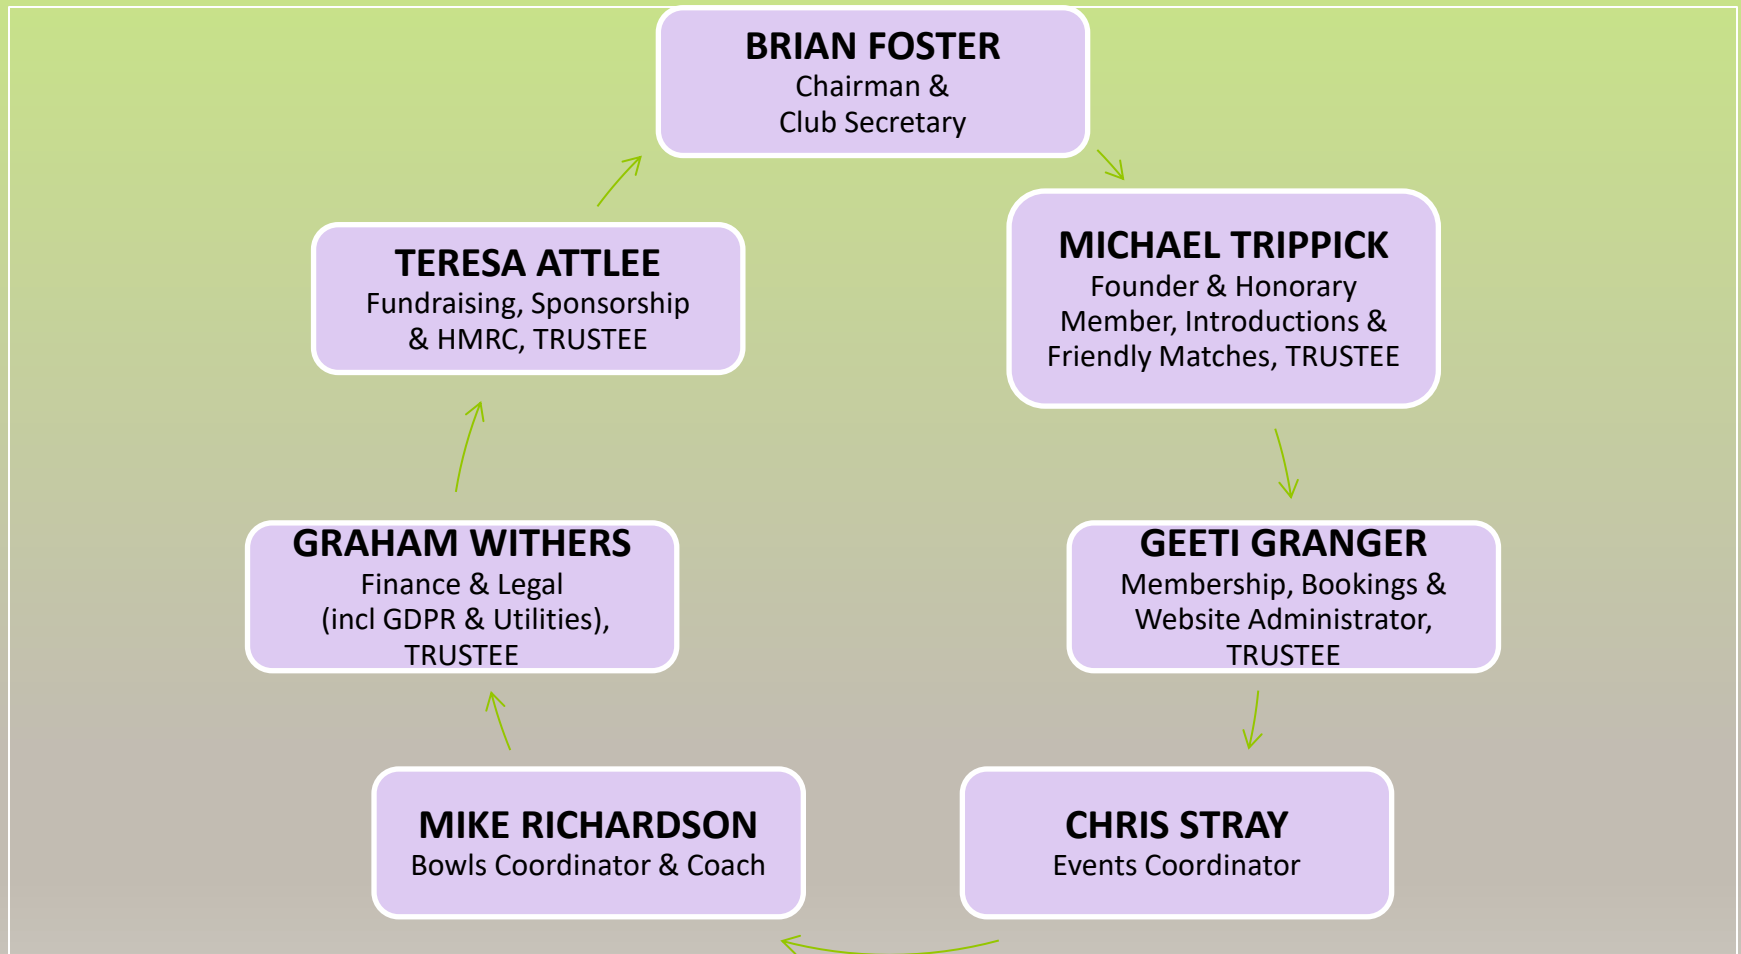 BRIAN FOSTER
Chairman &
Club Secretary
MICHAEL TRIPPICK
Founder & Honorary
Member, Introductions &
Friendly Matches, TRUSTEE
GEETI GRANGER
Membership, Bookings &
Website Administrator,
TRUSTEE
CHRIS STRAY
Events Coordinator
MIKE RICHARDSON
Bowls Coordinator & Coach
GRAHAM WITHERS
Finance & Legal
(incl GDPR & Utilities),
TRUSTEE
TERESA ATTLEE
Fundraising, Sponsorship
& HMRC, TRUSTEE